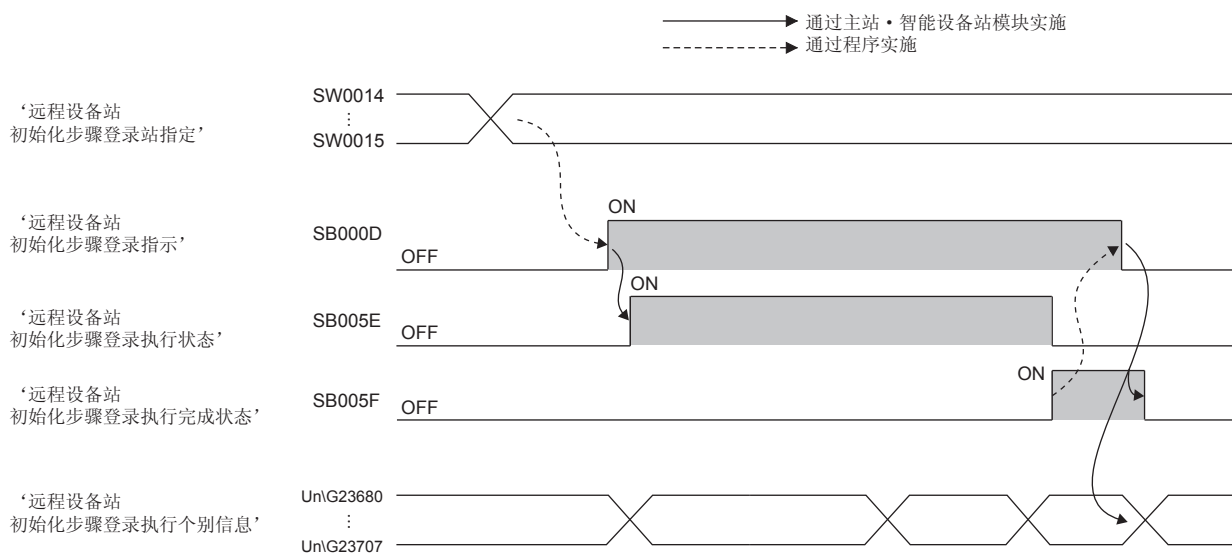 通过主站・智能设备站模块实施
通过程序实施
‘远程设备站
初始化步骤登录站指定’
SW0014
⋮
SW0015
‘远程设备站
初始化步骤登录指示’
SB000D
OFF
ON
‘远程设备站
初始化步骤登录执行状态’
SB005E
OFF
ON
‘远程设备站
初始化步骤登录执行完成状态’
SB005F
OFF
ON
‘远程设备站
初始化步骤登录执行个别信息’
Un\G23680
⋮
Un\G23707